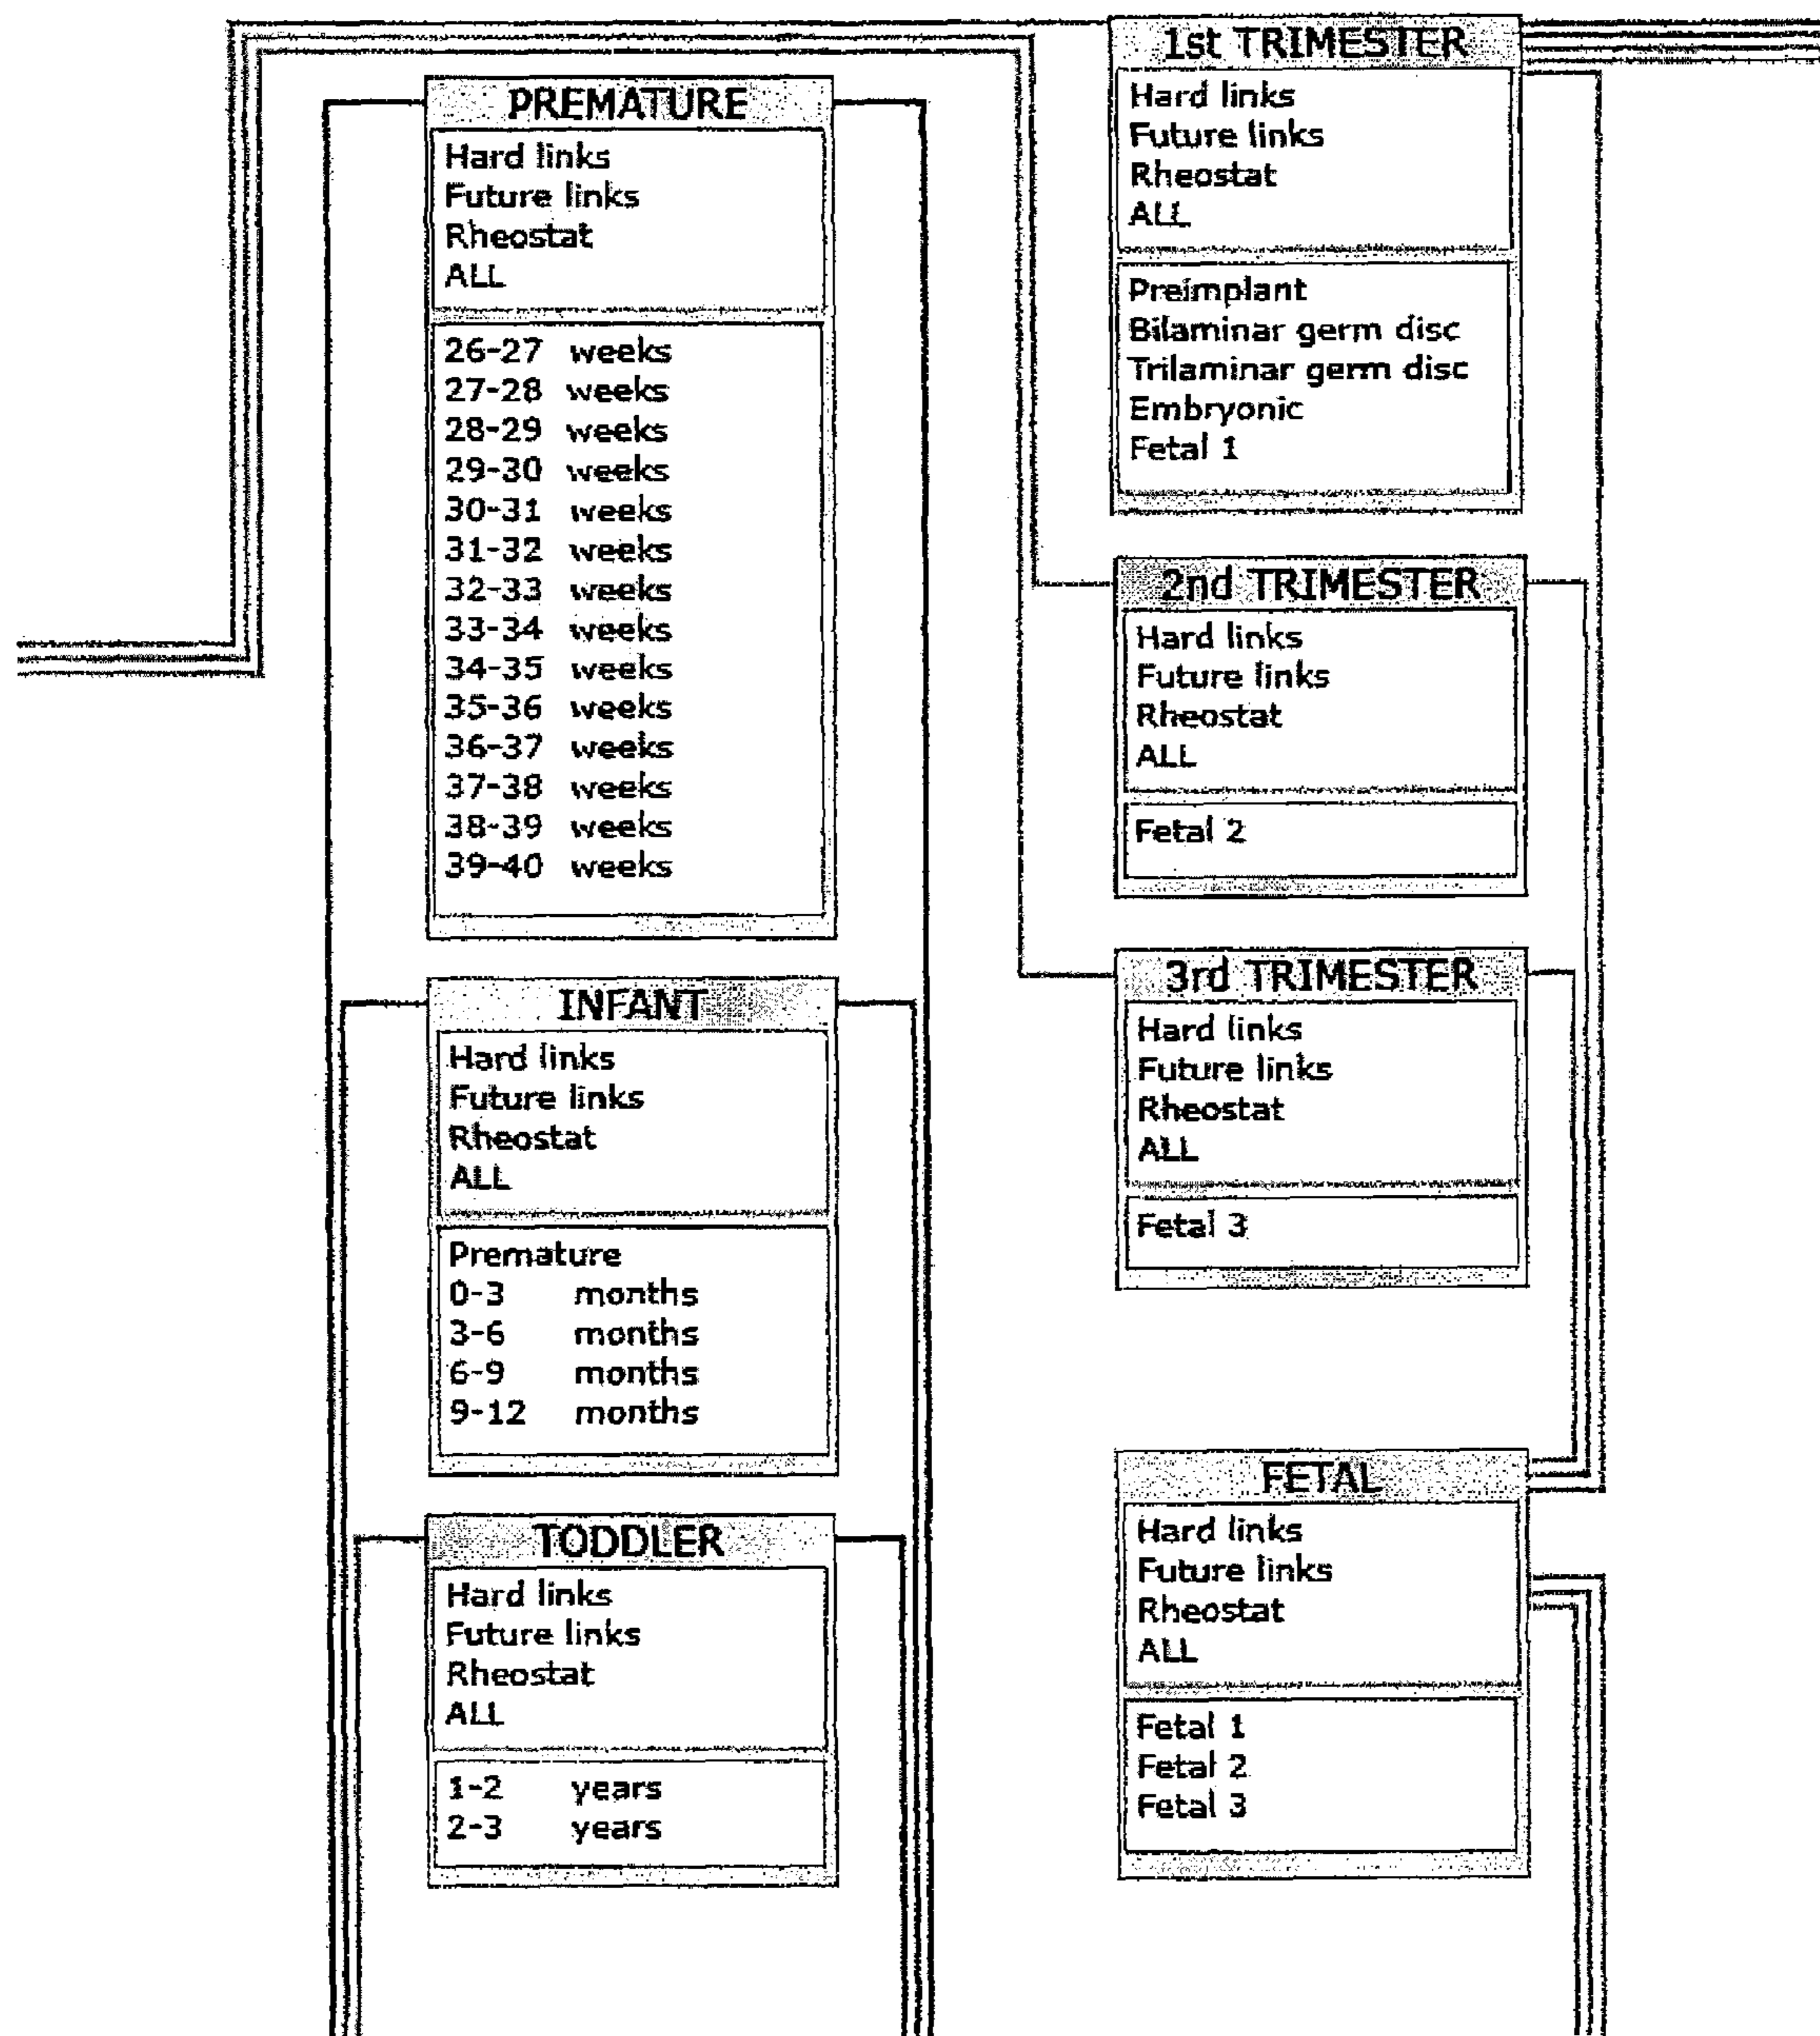 PREMATURE
Hard links
Future links
Rheostat
ALL
26-27 weeks
27-28 weeks
28-29 weeks
29-30 weeks
30-31 weeks
31-32 weeks
32-33 weeks
33-34 weeks
34-35 weeks
35-36 weeks
36-37 weeks
37-38 weeks
38-39 weeks
39-40 weeks
INFANT
Hard links
Future links
Rheostat
ALL
Premature
0-3 months
3-6 months
6-9 months
9-12 months
TODDLER
Hard links
Future links
Rheostat
ALL
1-2 years
2-3 years
1st TRIMESTER
Hard links
Future links
Rheostat
ALL
Preimplant
Bilaminar germ disc
Trilaminar germ disc
Embryonic
Fetal 1
2nd TRIMESTER
Hard links
Future links
Rheostat
ALL
Fetal 2
3rd TRIMESTER
Hard links
Future links
Rheostat
ALL
Fetal 3
FETAL
Hard links
Future links
Rheostat
ALL
Fetal 1
Fetal 2
Fetal 3